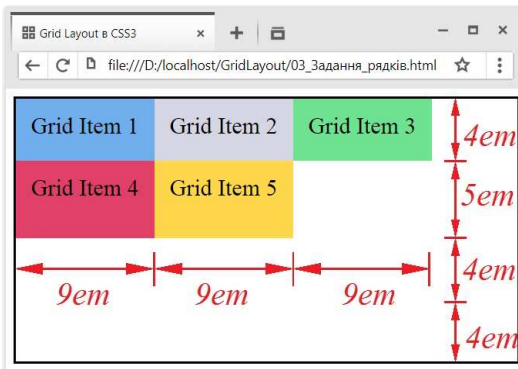 Grid Layout в CSS3
file:///D:/localhost/GridLayout/03_Задання_рядків.html
Grid Item 1 Grid Item 2 Grid Item 3 4em
Grid Item 4 Grid Item 5 5em
9em 9em 9em 4em
4em